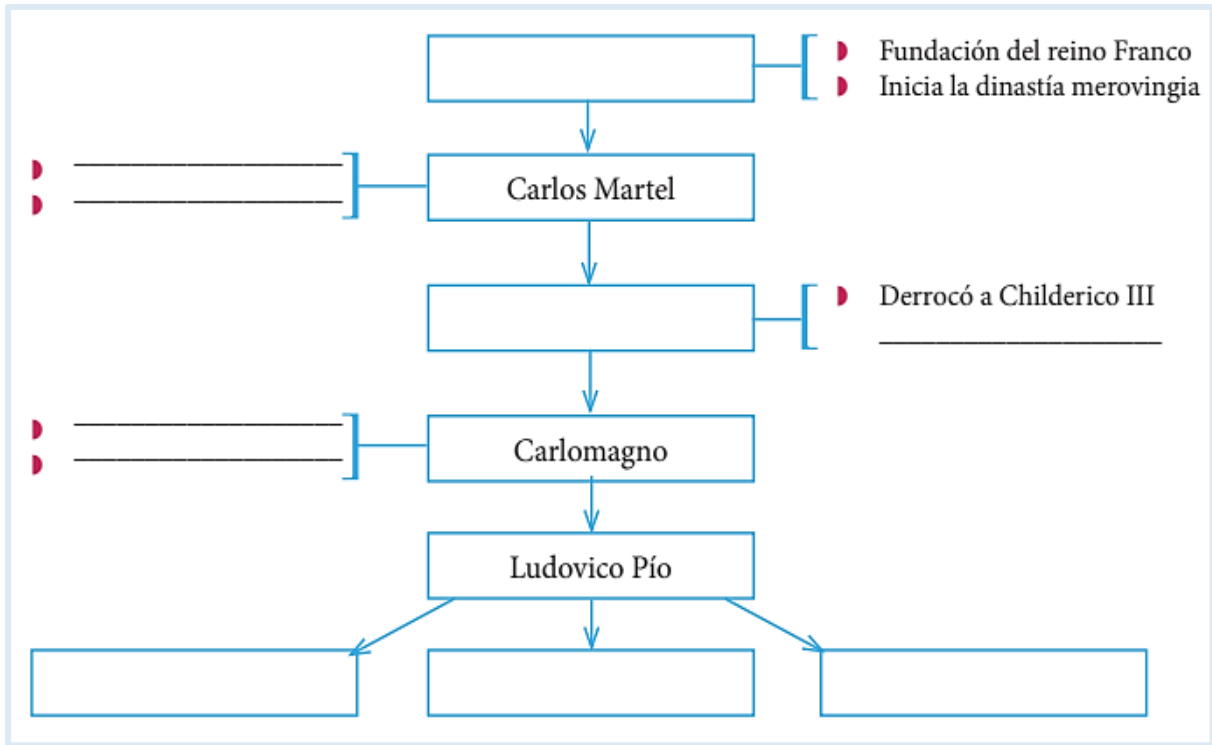 Fundación del reino Franco
Inicia la dinastía merovingia
Carlos Martel
Derrocó a Childerico III
Carlomagno
Ludovico Pío